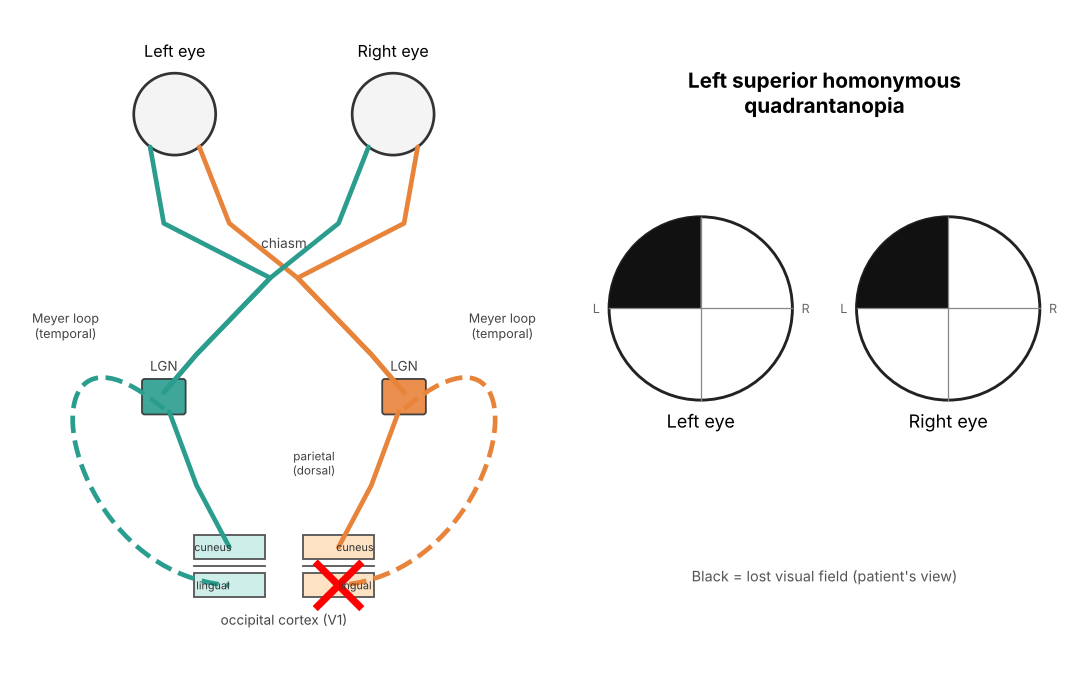 Left eye
Right eye
Left superior homonymous
quadrantanopia
chiasm
Meyer loop
(temporal)
Meyer loop
(temporal)
L
R
L
R
LGN
LGN
Left eye
Right eye
parietal
(dorsal)
cuneus
cuneus
lingual
lingual
Black = lost visual field (patient's view)
occipital cortex (V1)